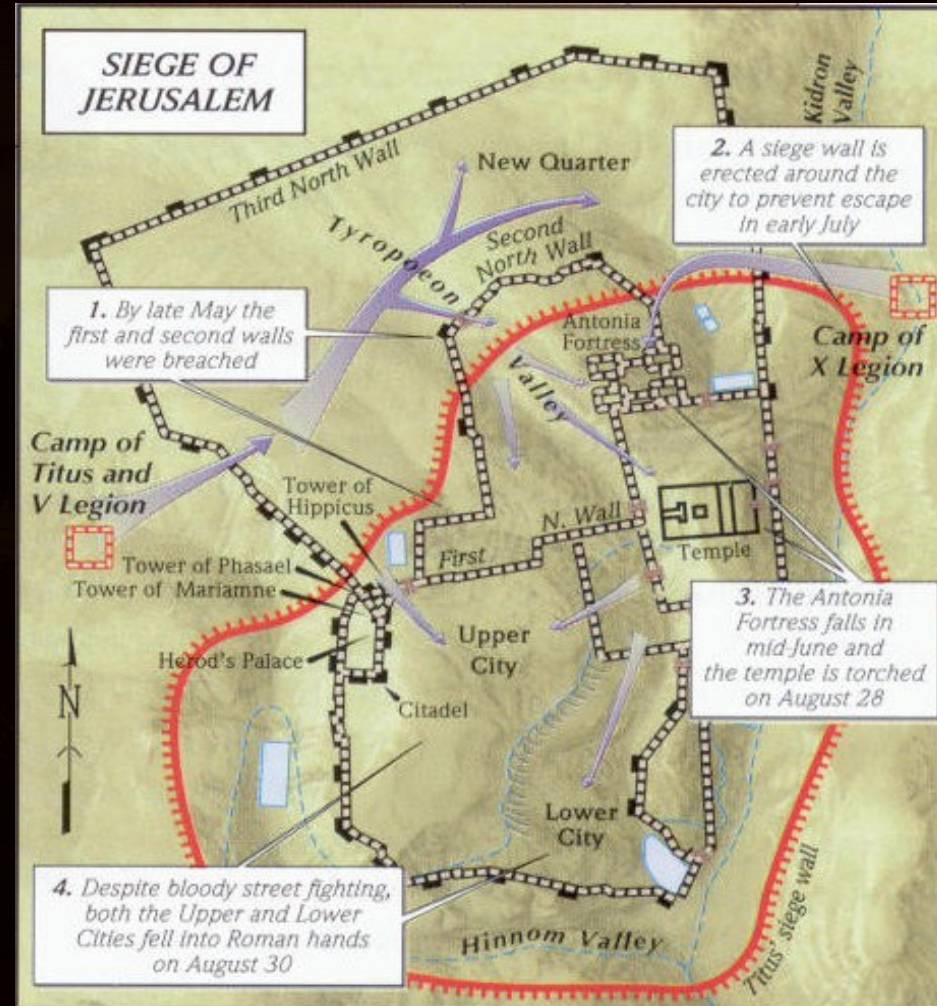 SIEGE OF
JERUSALEM
Kidron
Valley
New Quarter
Third North Wall
2. A siege wall is
erected around the
city to prevent escape
in early July
Tyropoeon
Valley
Second
North Wall
1. By late May the
first and second walls
were breached
Antonia
Fortress
Camp of
X Legion
Camp of
Titus and
V Legion
Tower of
Hippicus
First
N. Wall
Temple
Tower of Phasael
Tower of Mariamne
3. The Antonia
Fortress falls in
mid-June and
the temple is torched
on August 28
Upper
City
Herod's Palace
N
Citadel
Lower
City
4. Despite bloody street fighting,
both the Upper and Lower
Cities fell into Roman hands
on August 30
Hinnom Valley
Titus' siege wall